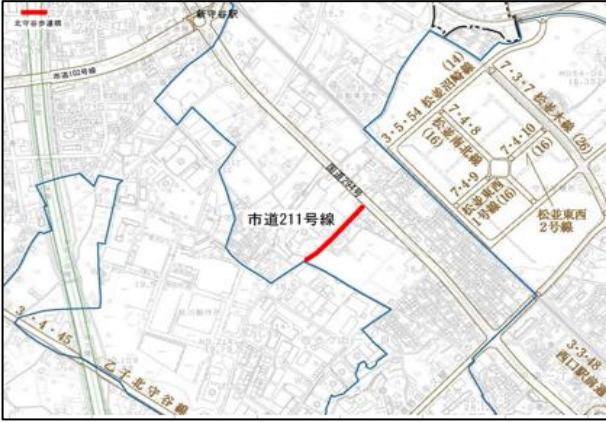 北守谷歩道橋
新守谷駅
市道102号線
国道294号
市道211号線
3・5・54 松並沼崎線 (14)
7・3・7 松並木線 (26)
7・4・8
松並南北線
(16)
7・4・10
(16)
7・4・9
松並東西
1号線(16)
松並東西
2号線
3・4・45
乙子北守谷線
3・3・48
西口駅前通